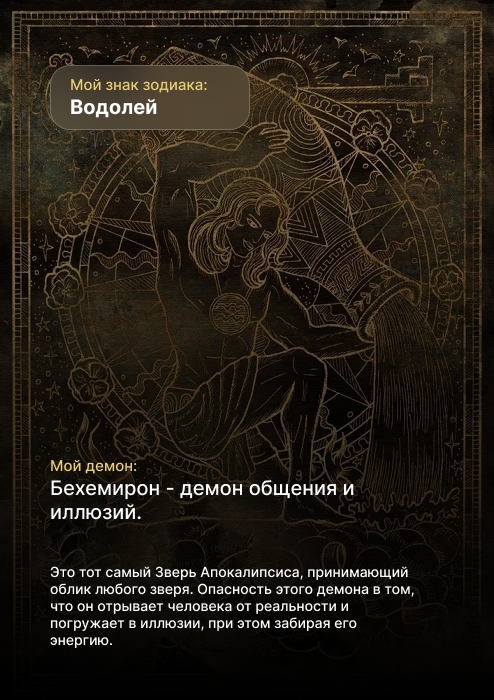 Мой знак зодиака:
Водолей
Мой демон:
Бехемирон - демон общения и
иллюзий.
Это тот самый Зверь Апокалипсиса, принимающий
облик любого зверя. Опасность этого демона в том,
что он отрывает человека от реальности и
погружает в иллюзии, при этом забирая его
энергию.